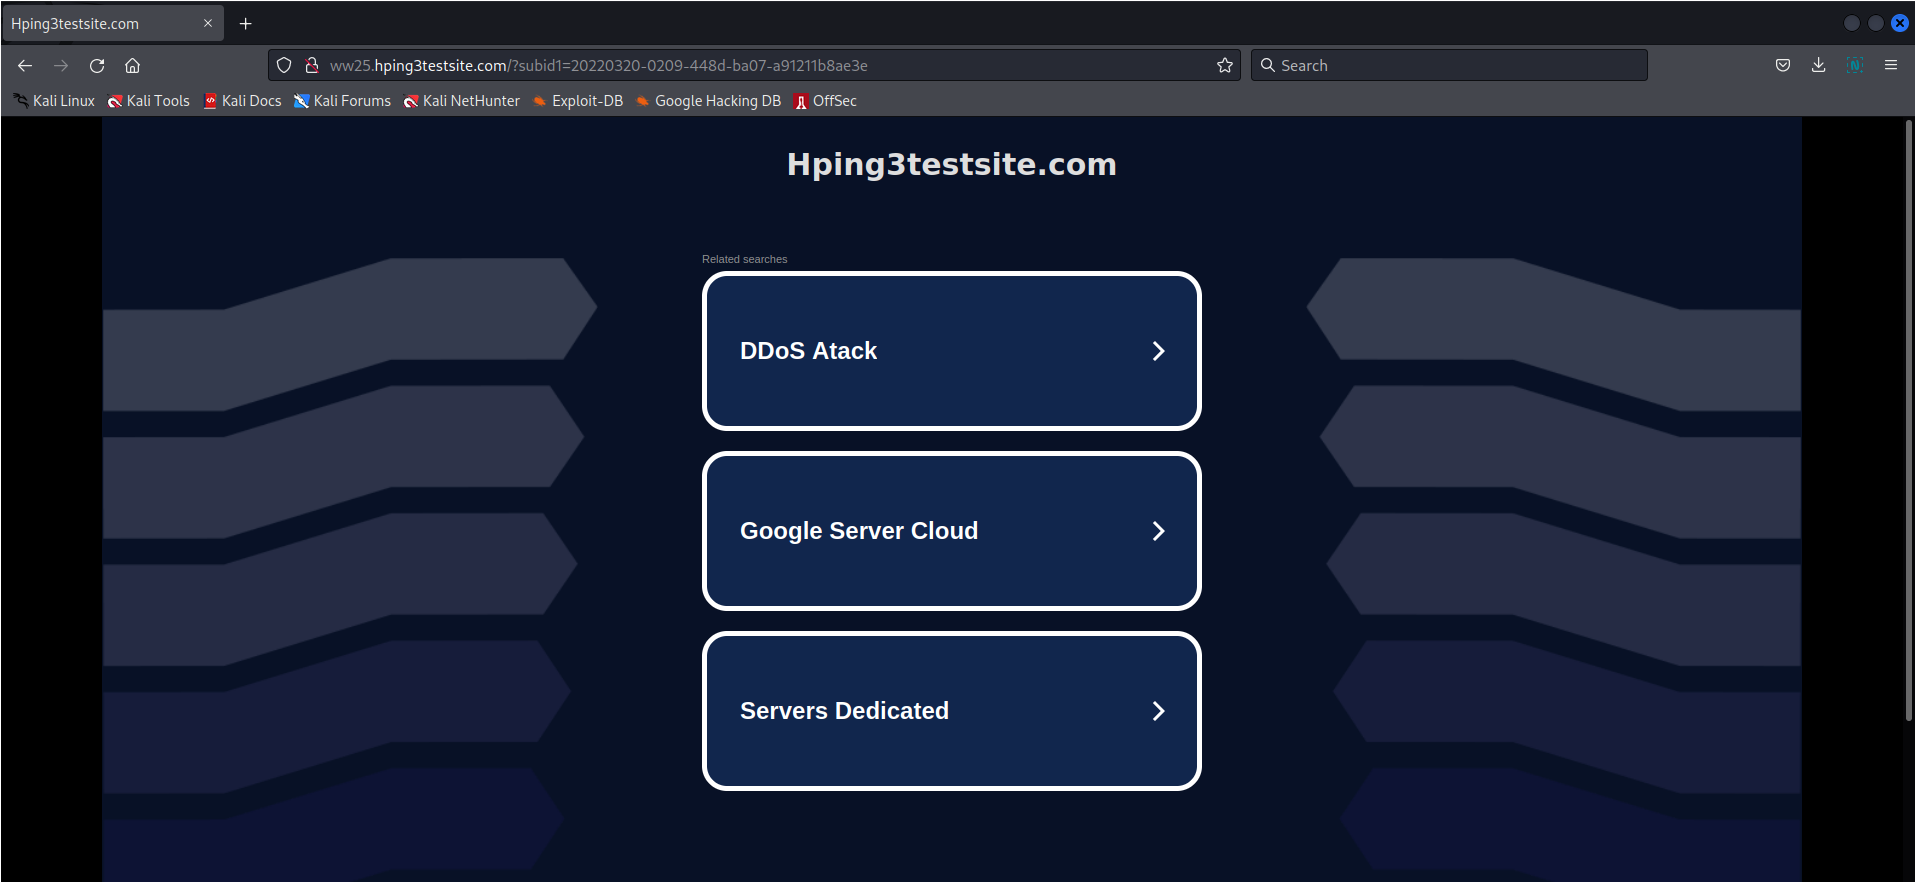 Hping3testsite.com
ww25.hping3testsite.com/?subid1=20220320-0209-448d-ba07-a91211b8ae3e
Search
Kali Linux Kali Tools Kali Docs Kali Forums Kali NetHunter Exploit-DB Google Hacking DB OffSec
Hping3testsite.com
Related searches
DDoS Atack
Google Server Cloud
Servers Dedicated